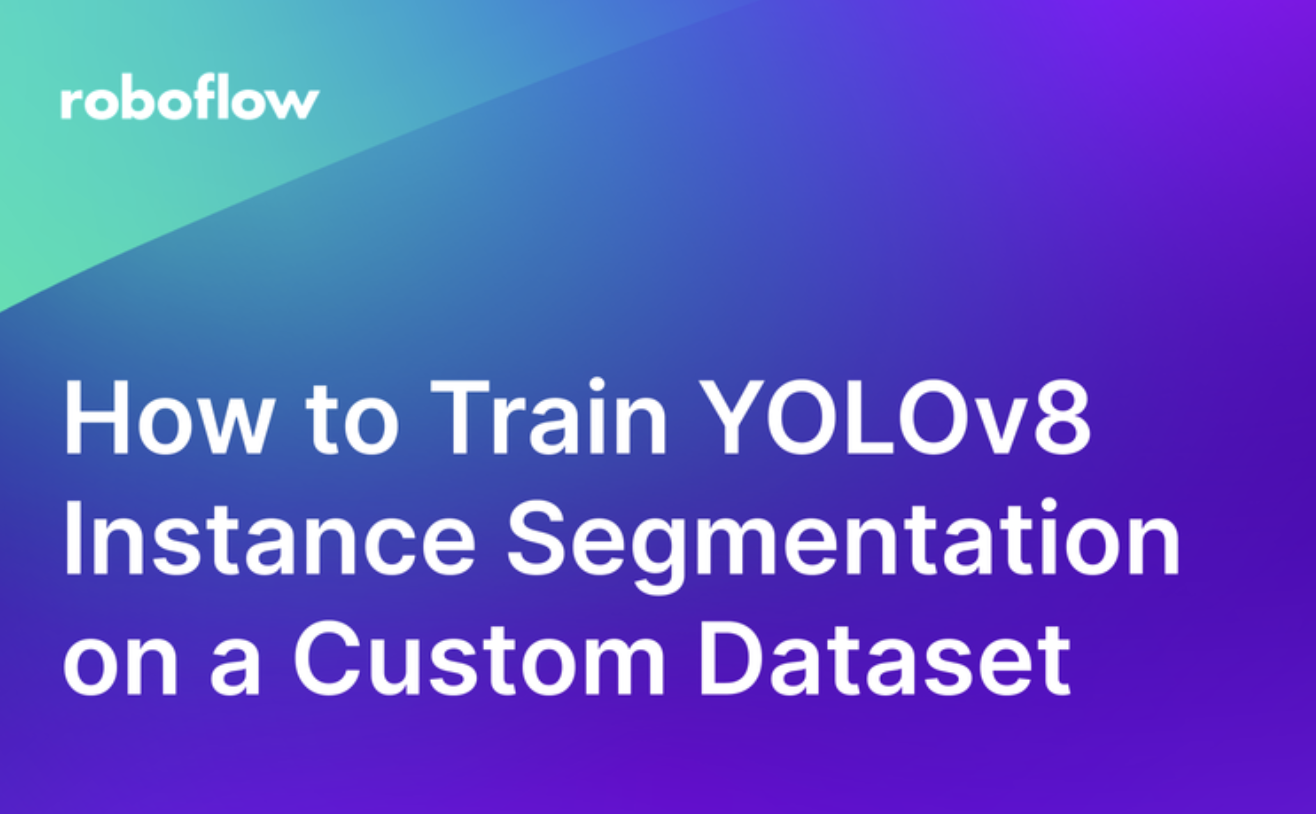 roboflow
How to Train YOLOv8
Instance Segmentation
on a Custom Dataset